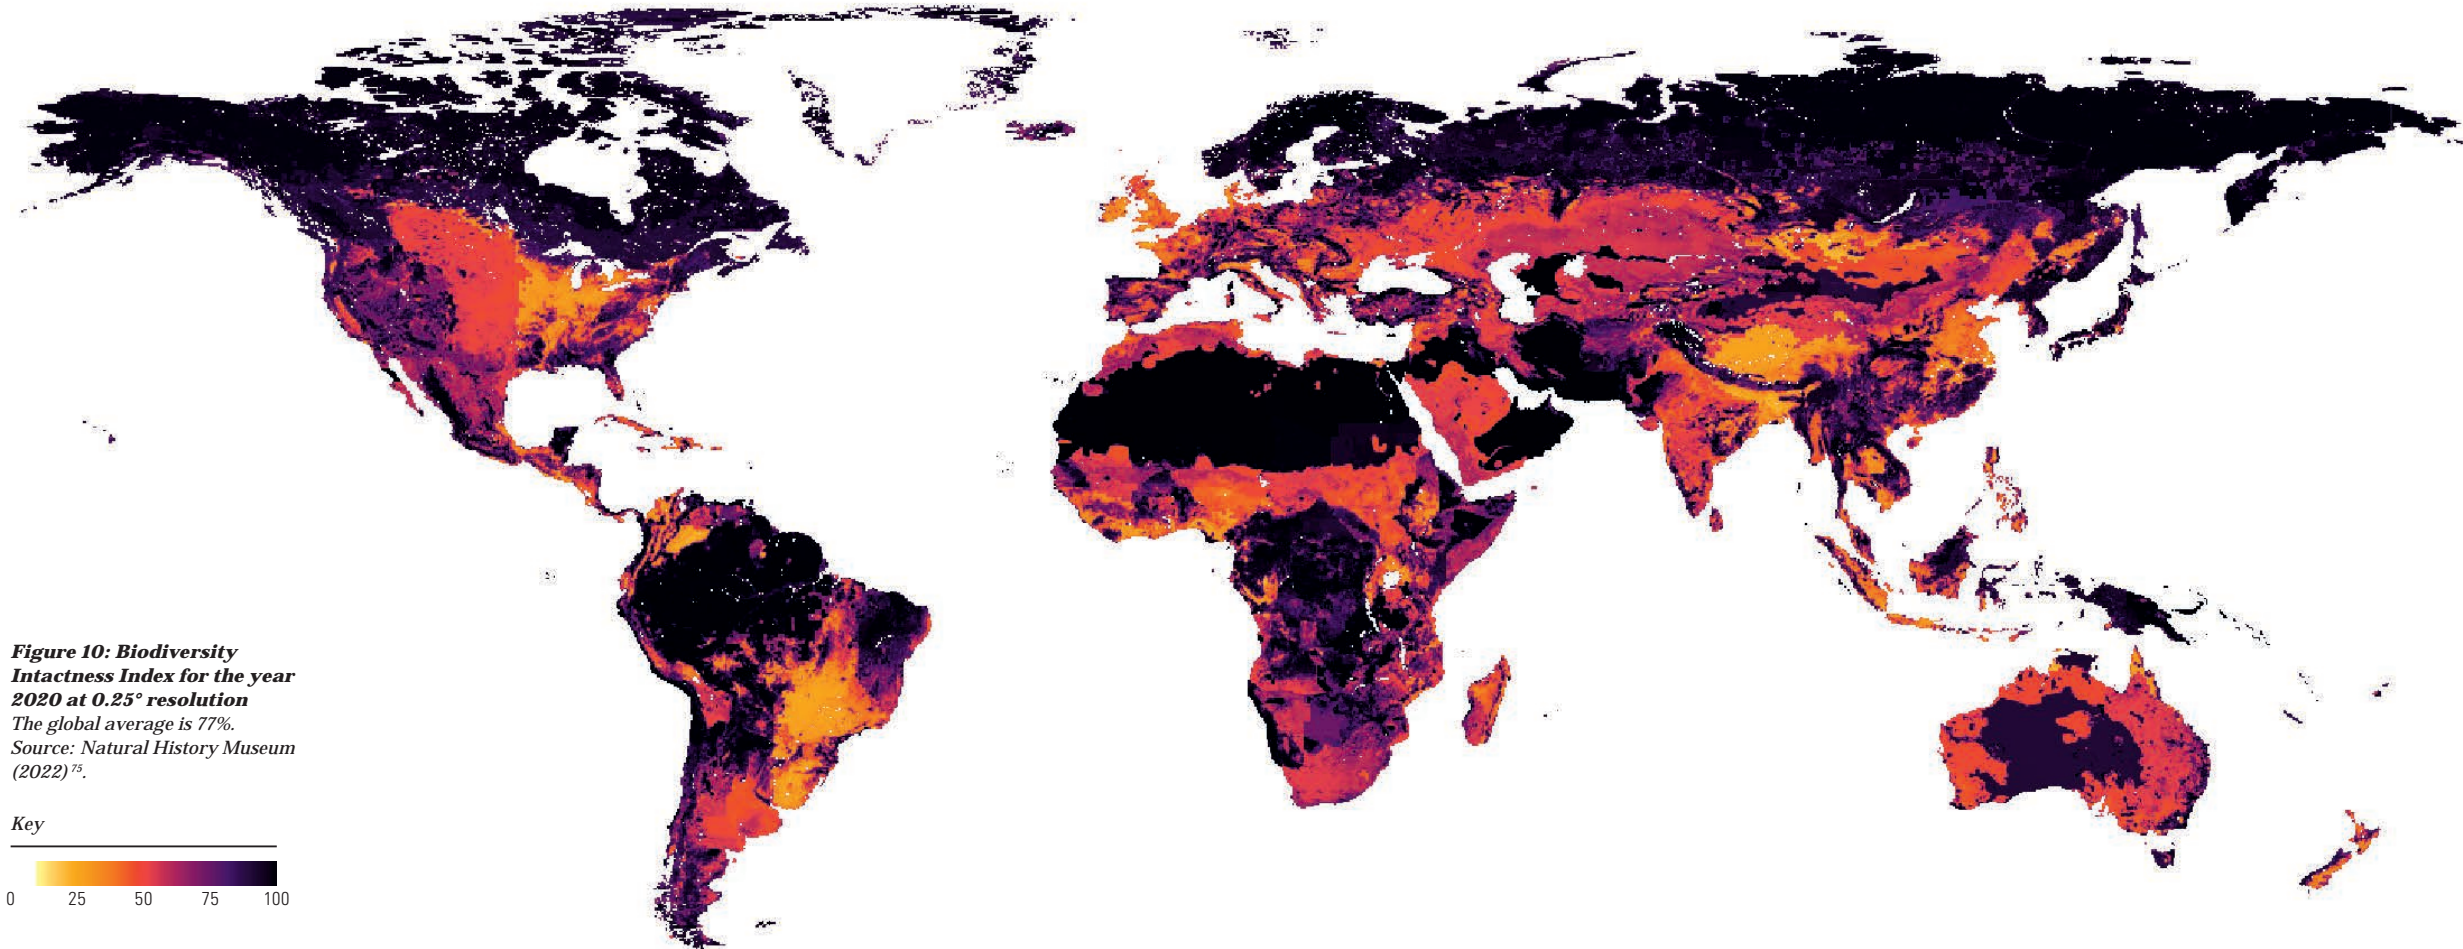 Figure 10: Biodiversity
Intactness Index for the year
2020 at 0.25° resolution
The global average is 77%.
Source: Natural History Museum
(2022)⁷⁵.
Key
0 25 50 75 100